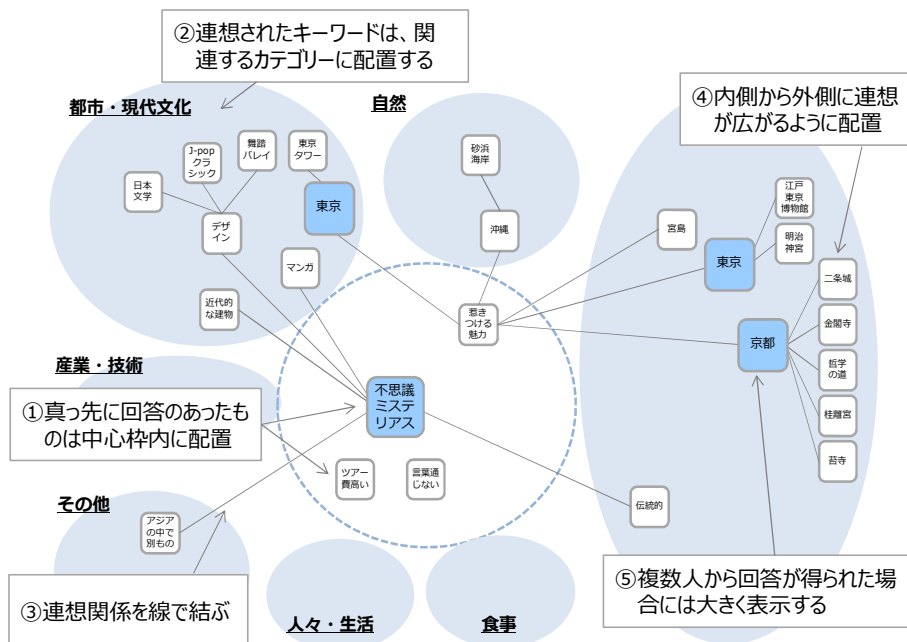 ②連想されたキーワードは、関
連するカテゴリーに配置する
都市・現代文化
自然
④内側から外側に連想
が広がるように配置
J-pop
クラ
シック
舞踏
バレイ
東京
タワー
日本
文学
東京
デザ
イン
マンガ
近代的
な建物
砂浜
海岸
沖縄
惹き
つける
魅力
宮島
東京
江戸
東京
博物館
明治
神宮
二条城
金閣寺
京都
哲学
の道
桂離宮
苔寺
産業・技術
①真っ先に回答のあったも
のは中心枠内に配置
不思議
ミステ
リアス
ツアー
費高い
言葉通
じない
伝統的
その他
アジア
の中で
別もの
③連想関係を線で結ぶ
人々・生活
食事
⑤複数人から回答が得られた場
合には大きく表示する